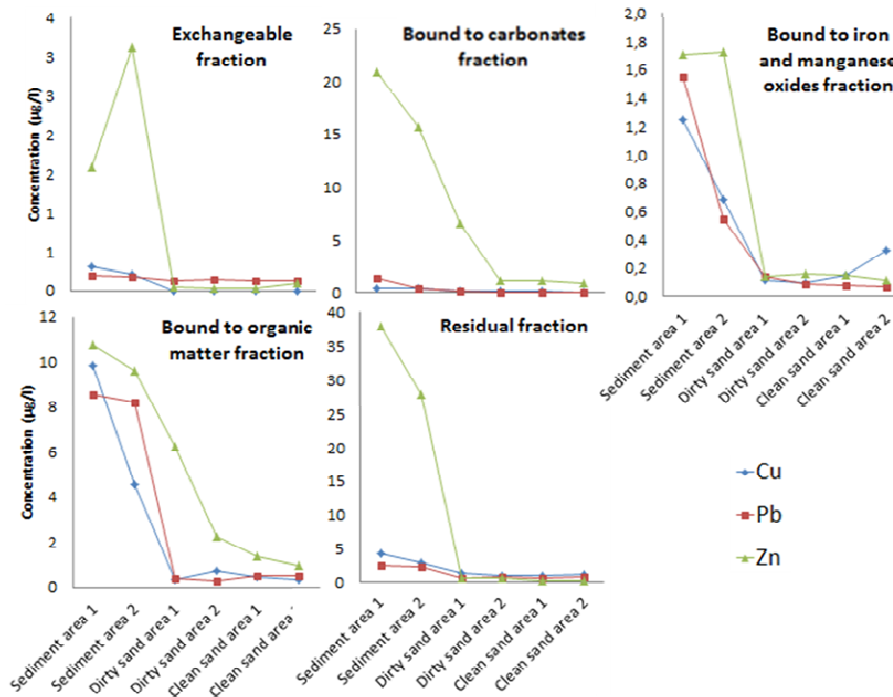 Exchangeable
fraction
Concentration (µg/l)
4
3
3
2
2
1
1
0
Bound to carbonates
fraction
25
20
15
10
5
0
Bound to iron
and manganese
oxides fraction
2,0
1,8
1,6
1,4
1,2
1,0
0,8
0,6
0,4
0,2
0,0
Sediment area 1
Sediment area 2
Dirty sand area 1
Dirty sand area 2
Clean sand area 1
Clean sand area 2
Bound to organic
matter fraction
Concentration (µg/l)
12
10
8
6
4
2
0
Sediment area 1
Sediment area 2
Dirty sand area 1
Dirty sand area 2
Clean sand area 1
Clean sand area
Residual fraction
40
35
30
25
20
15
10
5
0
Sediment area 1
Sediment area 2
Dirty sand area 1
Dirty sand area 2
Clean sand area 1
Clean sand area 2
Cu
Pb
Zn